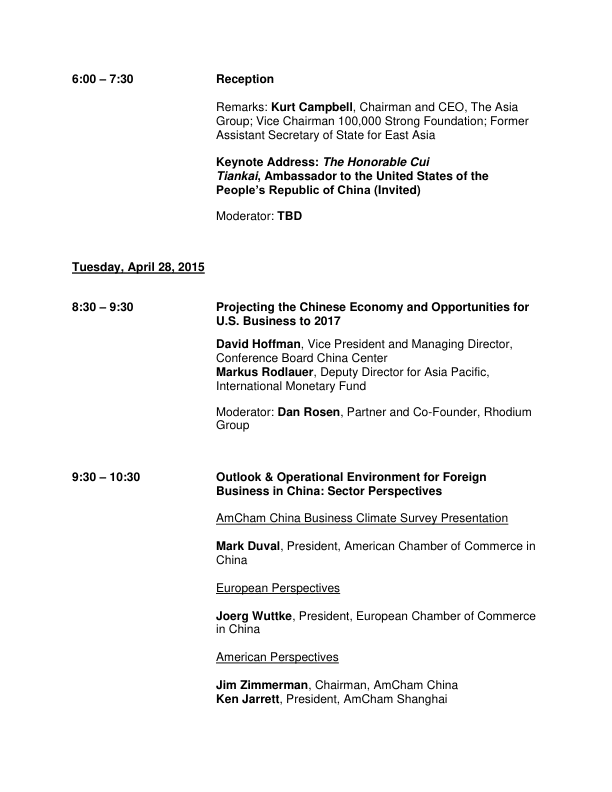 6:00 – 7:30 Reception
Remarks: Kurt Campbell, Chairman and CEO, The Asia
Group; Vice Chairman 100,000 Strong Foundation; Former
Assistant Secretary of State for East Asia
Keynote Address: The Honorable Cui
Tiankai, Ambassador to the United States of the
People’s Republic of China (Invited)
Moderator: TBD
Tuesday, April 28, 2015
8:30 – 9:30 Projecting the Chinese Economy and Opportunities for
U.S. Business to 2017
David Hoffman, Vice President and Managing Director,
Conference Board China Center
Markus Rodlauer, Deputy Director for Asia Pacific,
International Monetary Fund
Moderator: Dan Rosen, Partner and Co-Founder, Rhodium
Group
9:30 – 10:30 Outlook & Operational Environment for Foreign
Business in China: Sector Perspectives
AmCham China Business Climate Survey Presentation
Mark Duval, President, American Chamber of Commerce in
China
European Perspectives
Joerg Wuttke, President, European Chamber of Commerce
in China
American Perspectives
Jim Zimmerman, Chairman, AmCham China
Ken Jarrett, President, AmCham Shanghai